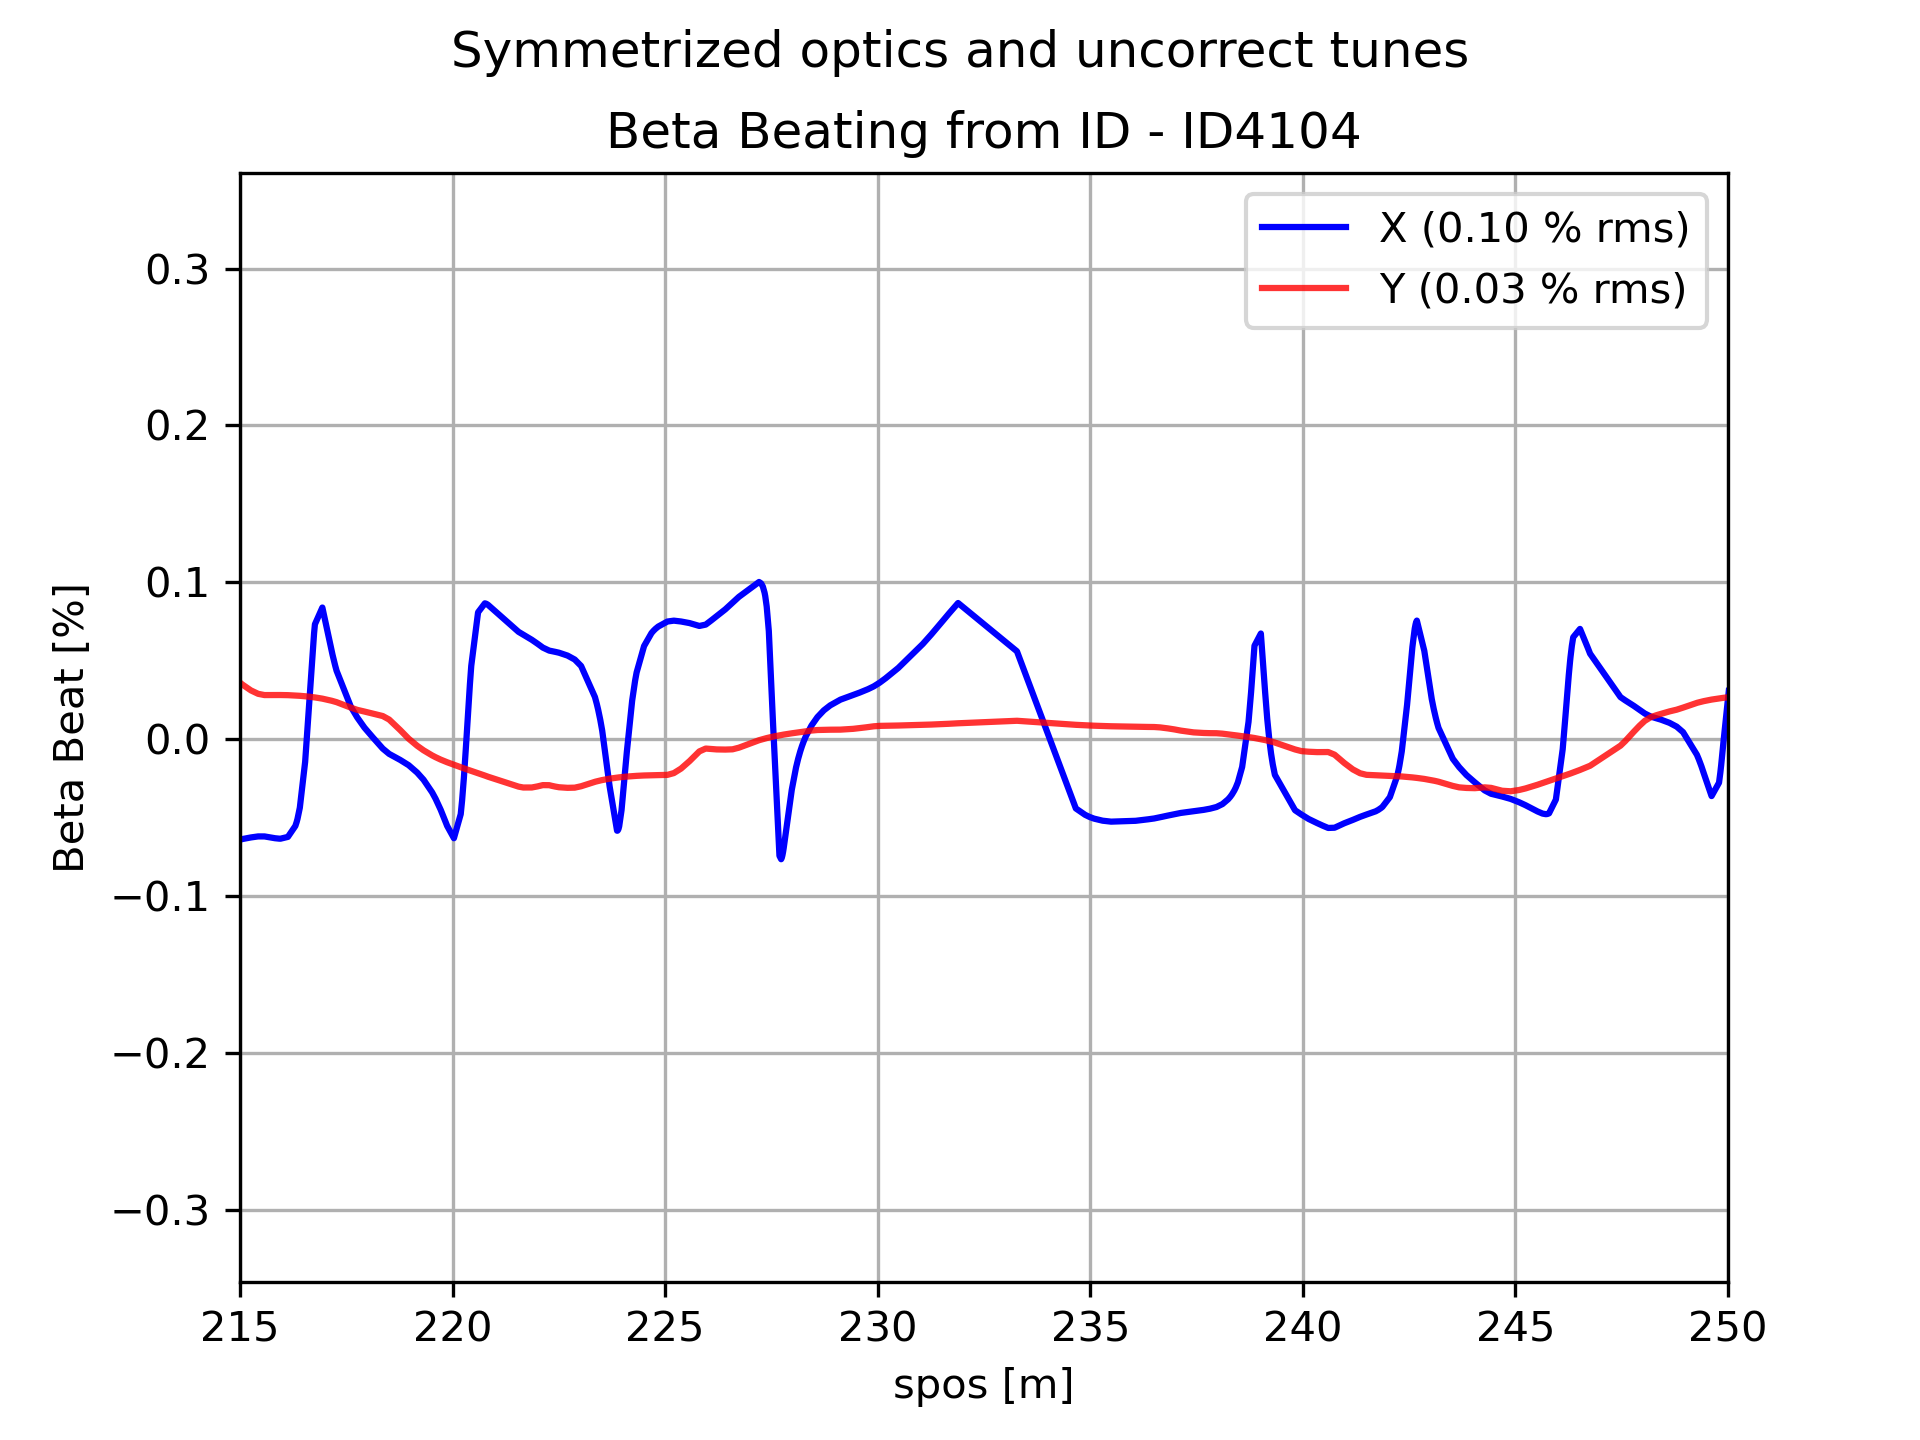 Symmetrized optics and uncorrect tunes
Beta Beating from ID - ID4104
X (0.10 % rms)
Y (0.03 % rms)
Beta Beat [%]
0.3
0.2
0.1
0.0
−0.1
−0.2
−0.3
215 220 225 230 235 240 245 250
spos [m]